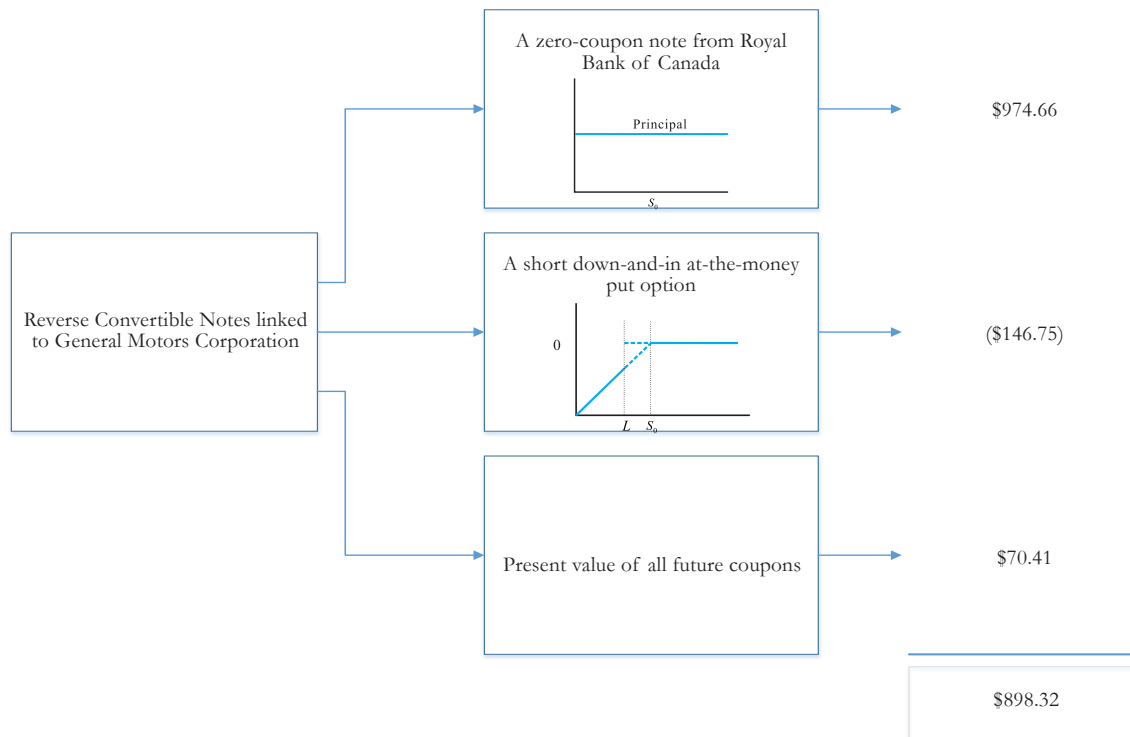 A zero-coupon note from Royal
Bank of Canada
Principal
S₀
$974.66
Reverse Convertible Notes linked
to General Motors Corporation
A short down-and-in at-the-money
put option
0
L S₀
($146.75)
Present value of all future coupons
$70.41
$898.32